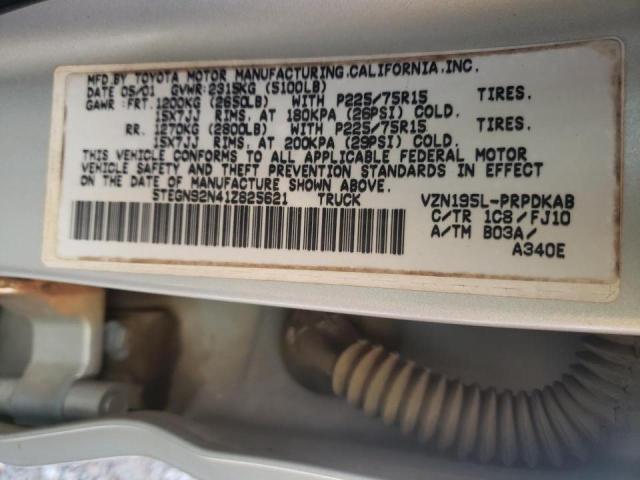 MFD BY TOYOTA MOTOR MANUFACTURING,CALIFORNIA,INC.
DATE 05/01 GVWR:2315KG (5100LB)
GAWR :FRT.1200KG (2650LB) WITH P225/75R15 TIRES.
15X7JJ RIMS, AT 180KPA (26PSI) COLD.
RR. 1270KG (2800LB) WITH P225/75R15 TIRES.
15X7JJ RIMS, AT 200KPA (29PSI) COLD.
THIS VEHICLE CONFORMS TO ALL APPLICABLE FEDERAL MOTOR
VEHICLE SAFETY AND THEFT PREVENTION STANDARDS IN EFFECT
ON THE DATE OF MANUFACTURE SHOWN ABOVE.
5TEGN92N41Z825621 TRUCK
VZN195L-PRPDKAB
C/TR 1C8/FJ10
A/TM B03A/
A340E